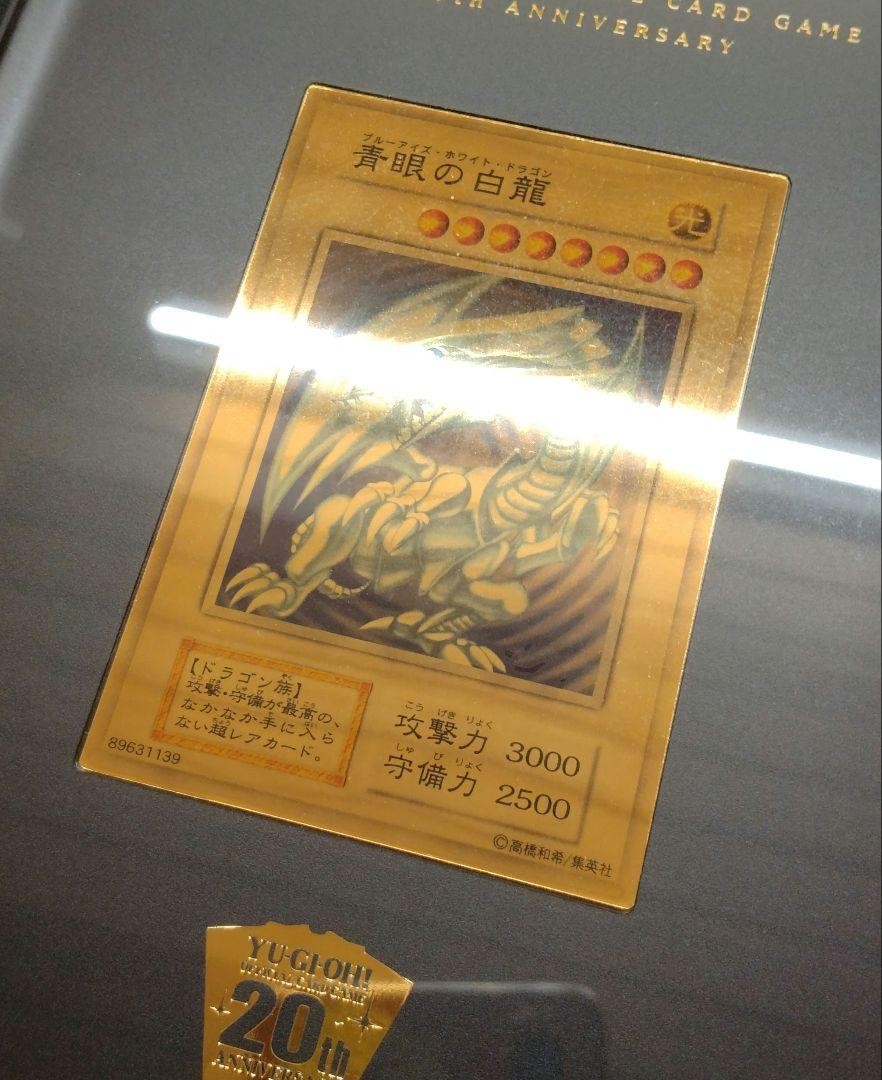 CARD GAME
TH ANNIVERSARY
ブルーアイズ・ホワイト・ドラゴン
青眼の白龍
光
【ドラゴン族】
攻撃・守備が最高の、
なかなか手に入ら
ない超レアカード。
89631139
こう げき りょく
攻撃力 3000
しゅ び りょく
守備力 2500
©高橋和希/集英社
YU-GI-OH!
OFFICIAL CARD GAME
20th
ANNIVERSARY